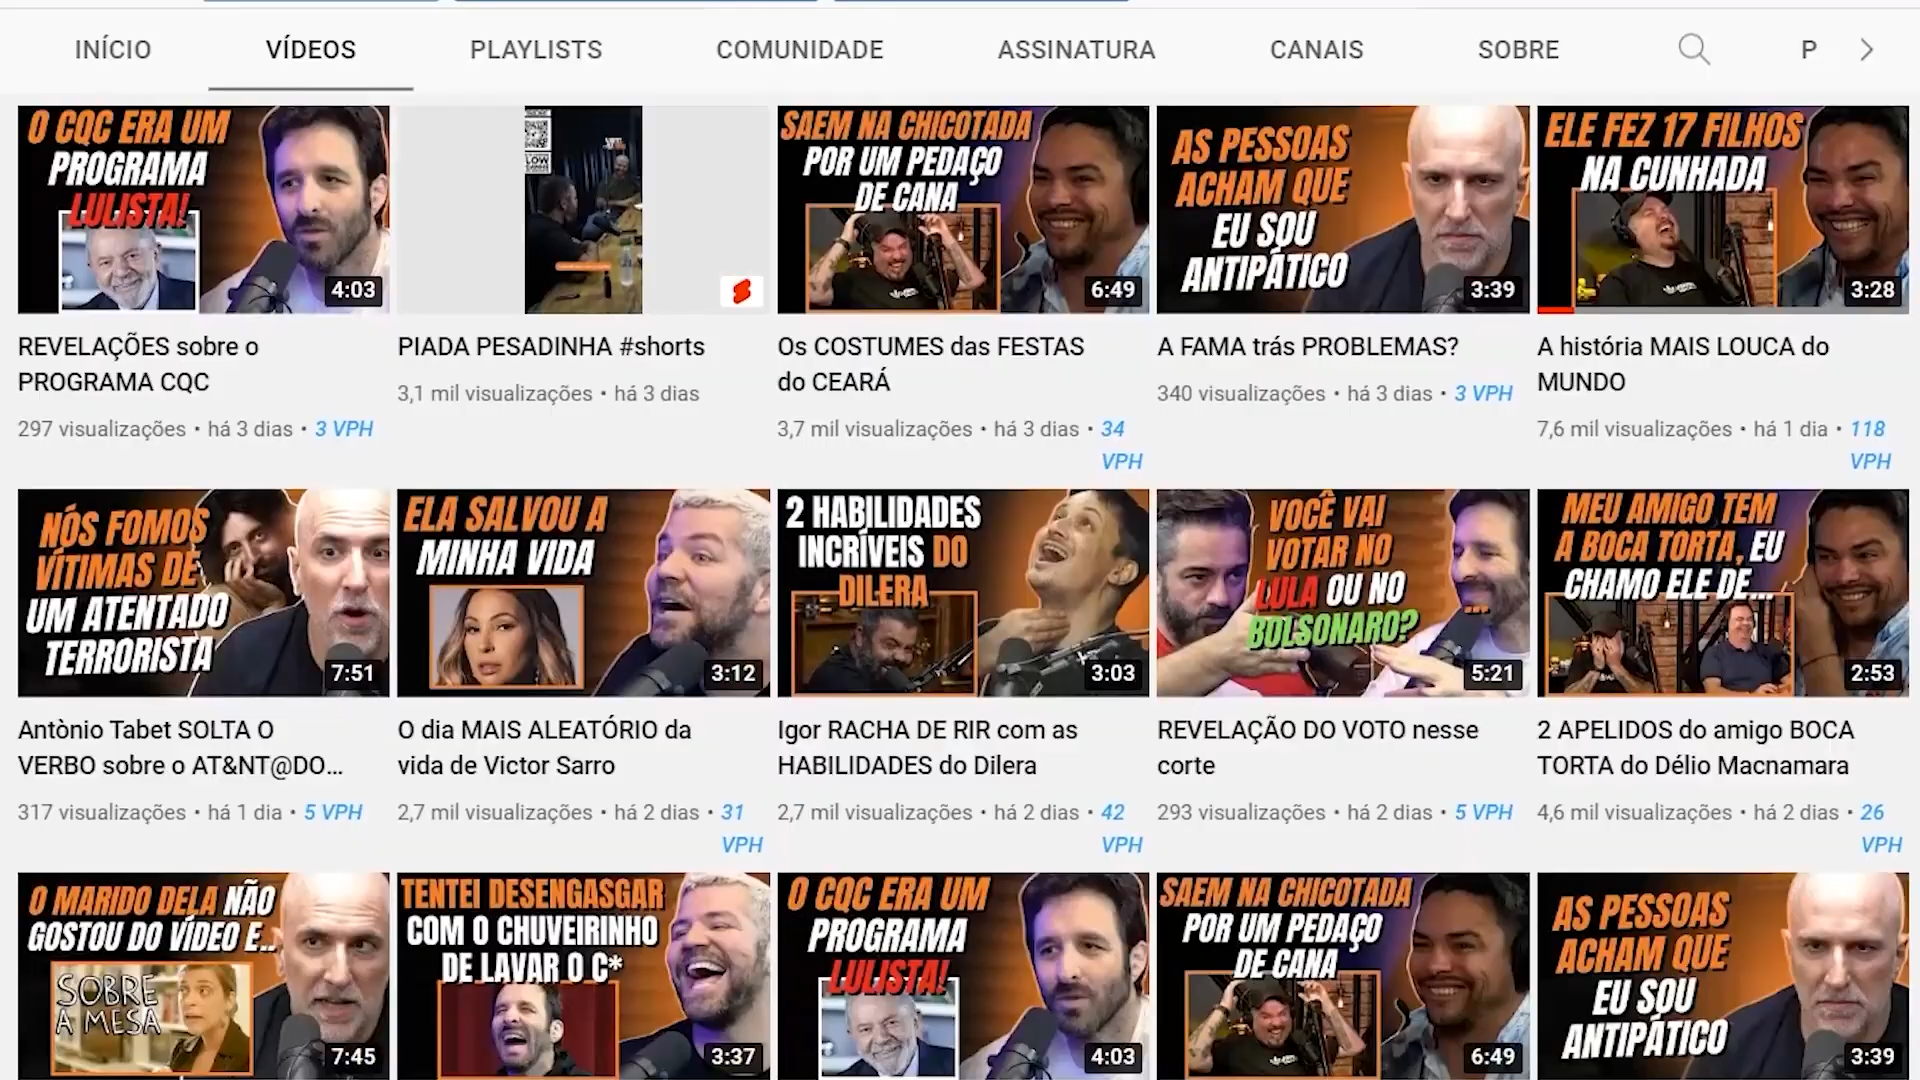 INÍCIO VÍDEOS PLAYLISTS COMUNIDADE ASSINATURA CANAIS SOBRE P
O CQC ERA UM
PROGRAMA
LULISTA!
4:03
REVELAÇÕES sobre o
PROGRAMA CQC
297 visualizações • há 3 dias • 3 VPH
LOW
PIADA PESADINHA #shorts
3,1 mil visualizações • há 3 dias
SAEM NA CHICOTADA
POR UM PEDAÇO
DE CANA
6:49
Os COSTUMES das FESTAS
do CEARÁ
3,7 mil visualizações • há 3 dias • 34
VPH
AS PESSOAS
ACHAM QUE
EU SOU
ANTIPÁTICO
3:39
A FAMA trás PROBLEMAS?
340 visualizações • há 3 dias • 3 VPH
ELE FEZ 17 FILHOS
NA CUNHADA
3:28
A história MAIS LOUCA do
MUNDO
7,6 mil visualizações • há 1 dia • 118
VPH
NÓS FOMOS
VÍTIMAS DE
UM ATENTADO
TERRORISTA
7:51
Antònio Tabet SOLTA O
VERBO sobre o AT&NT@DO...
317 visualizações • há 1 dia • 5 VPH
ELA SALVOU A
MINHA VIDA
3:12
O dia MAIS ALEATÓRIO da
vida de Victor Sarro
2,7 mil visualizações • há 2 dias • 31
VPH
2 HABILIDADES
INCRÍVEIS DO
DILERA
3:03
Igor RACHA DE RIR com as
HABILIDADES do Dilera
2,7 mil visualizações • há 2 dias • 42
VPH
VOCÊ VAI
VOTAR NO
LULA OU NO
BOLSONARO?
5:21
REVELAÇÃO DO VOTO nesse
corte
293 visualizações • há 2 dias • 5 VPH
MEU AMIGO TEM
A BOCA TORTA, EU
CHAMO ELE DE...
2:53
2 APELIDOS do amigo BOCA
TORTA do Délio Macnamara
4,6 mil visualizações • há 2 dias • 26
VPH
O MARIDO DELA NÃO
GOSTOU DO VÍDEO E..
SOBRE
A MESA
7:45
TENTEI DESENGASGAR
COM O CHUVEIRINHO
DE LAVAR O C*
3:37
O CQC ERA UM
PROGRAMA
LULISTA!
4:03
SAEM NA CHICOTADA
POR UM PEDAÇO
DE CANA
6:49
AS PESSOAS
ACHAM QUE
EU SOU
ANTIPÁTICO
3:39